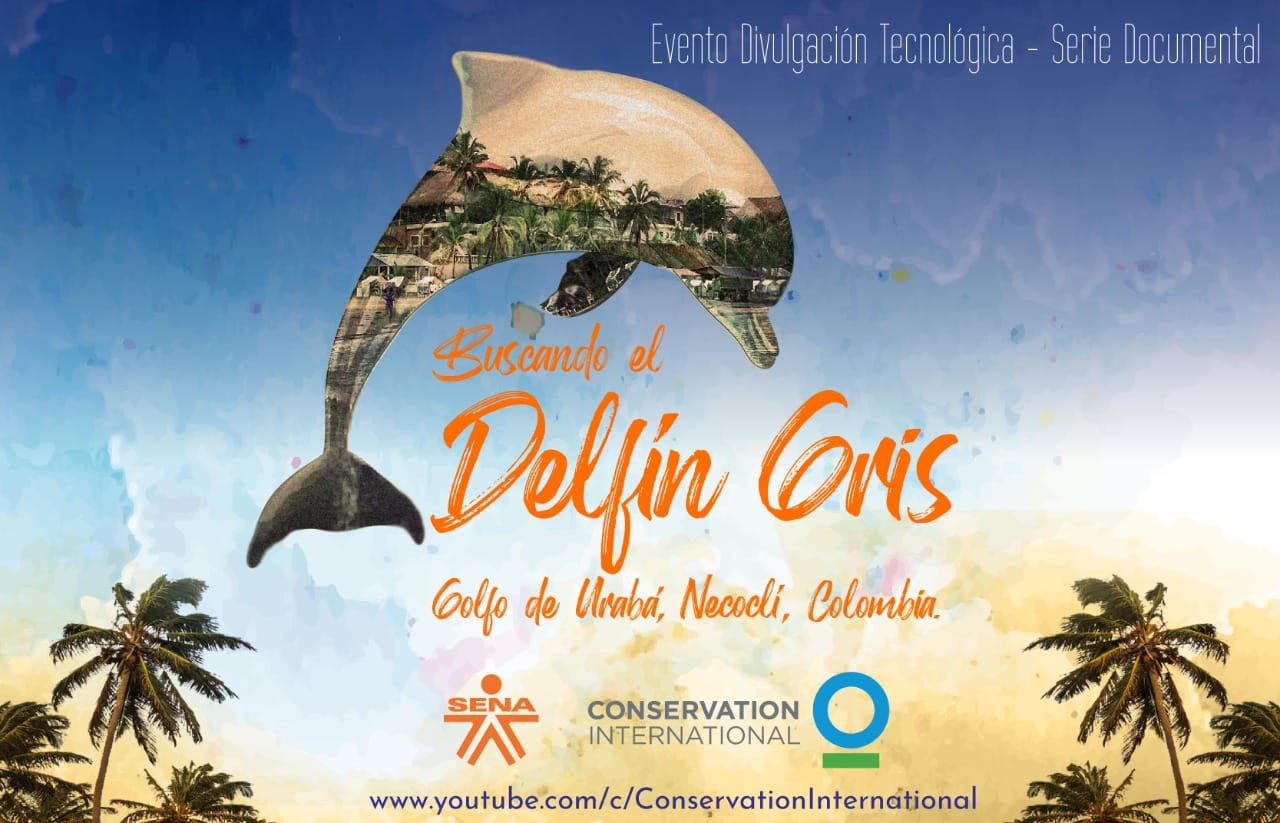 Evento Divulgación Tecnológica - Serie Documental
Buscando el
Delfín Gris
Golfo de Urabá, Necoclí, Colombia.
SENA
CONSERVATION
INTERNATIONAL
www.youtube.com/c/ConservationInternational